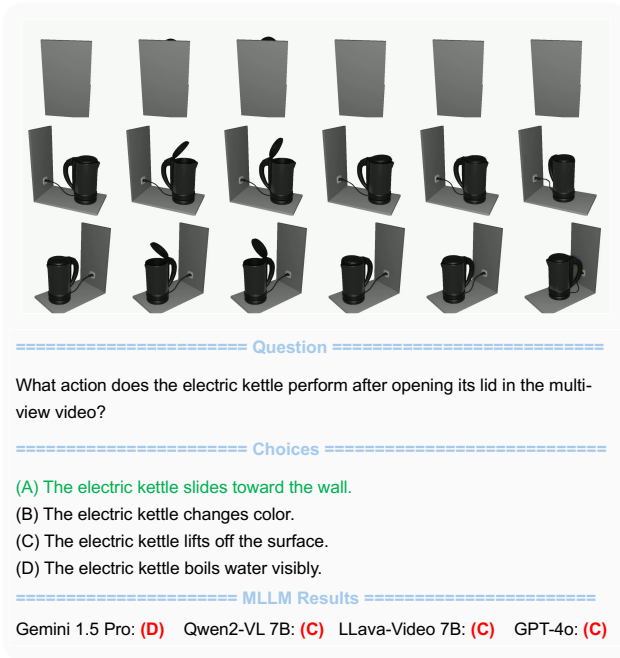 ======================= Question ===========================
What action does the electric kettle perform after opening its lid in the multi-
view video?
======================= Choices ============================
(A) The electric kettle slides toward the wall.
(B) The electric kettle changes color.
(C) The electric kettle lifts off the surface.
(D) The electric kettle boils water visibly.
===================== MLLM Results =======================
Gemini 1.5 Pro: (D) Qwen2-VL 7B: (C) LLava-Video 7B: (C) GPT-4o: (C)